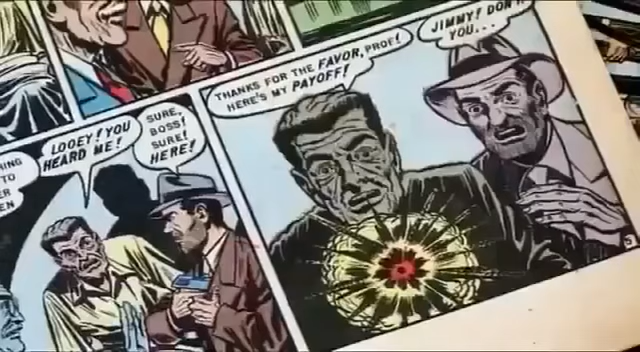 LOOEY! YOU
HEARD ME!
SURE,
BOSS!
SURE!
HERE!
THANKS FOR THE FAVOR, PROF!
HERE'S MY PAYOFF!
JIMMY! DON'T
YOU...
TO